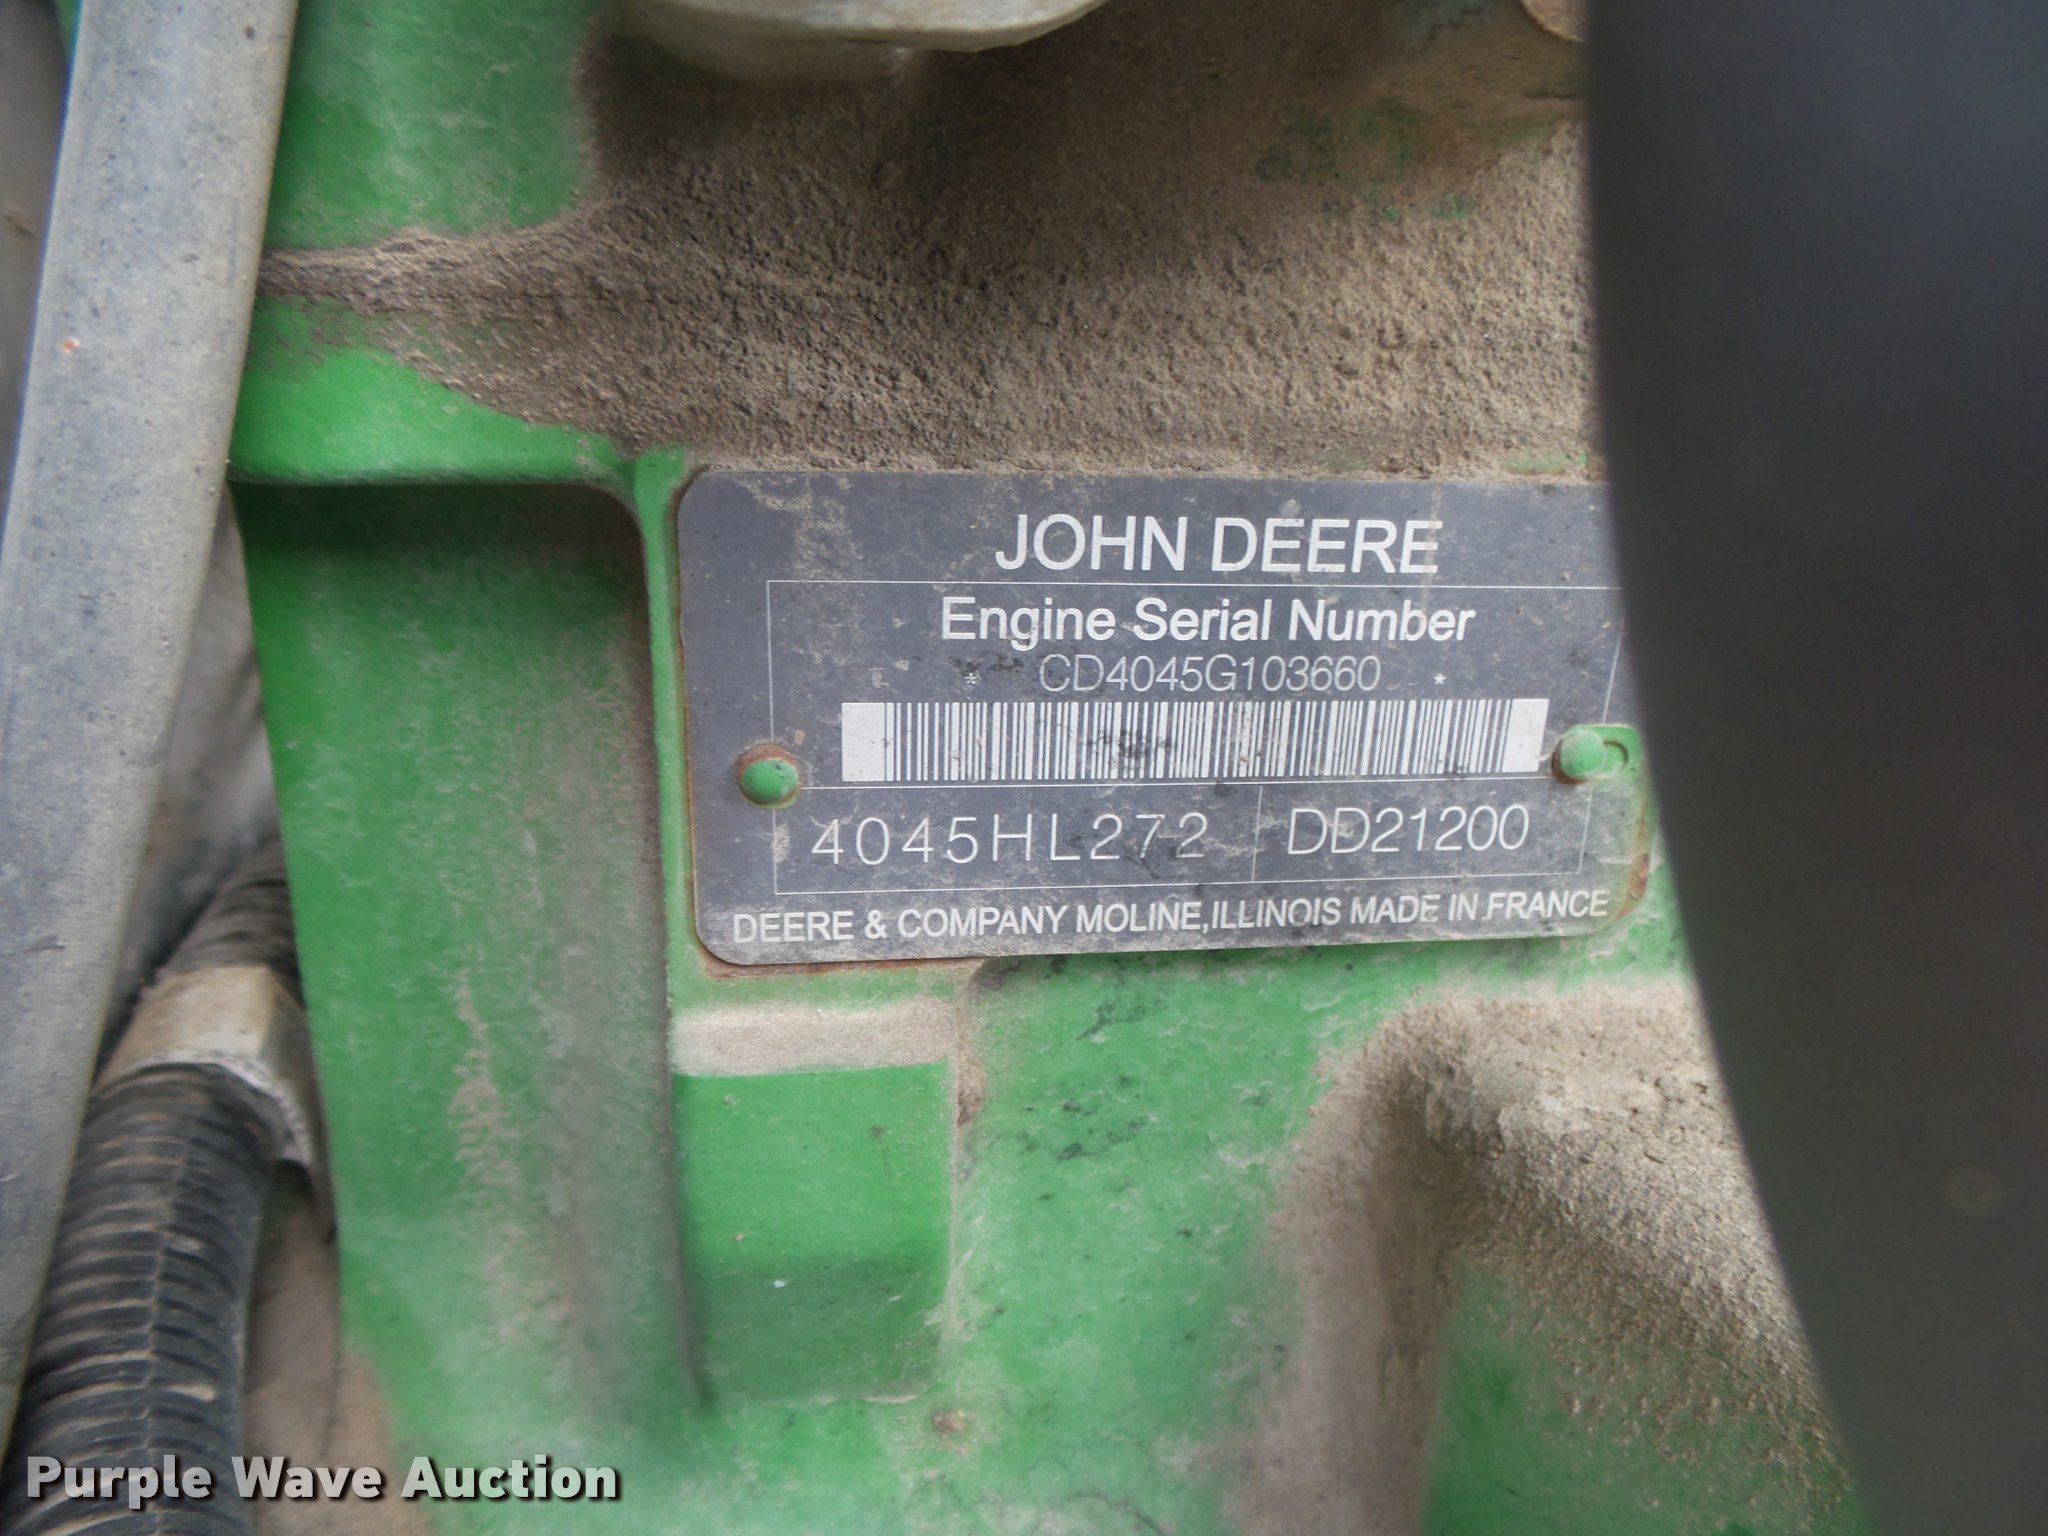 JOHN DEERE
Engine Serial Number
* CD4045G103660 *
4045HL272 DD21200
DEERE & COMPANY MOLINE,ILLINOIS MADE IN FRANCE
Purple Wave Auction